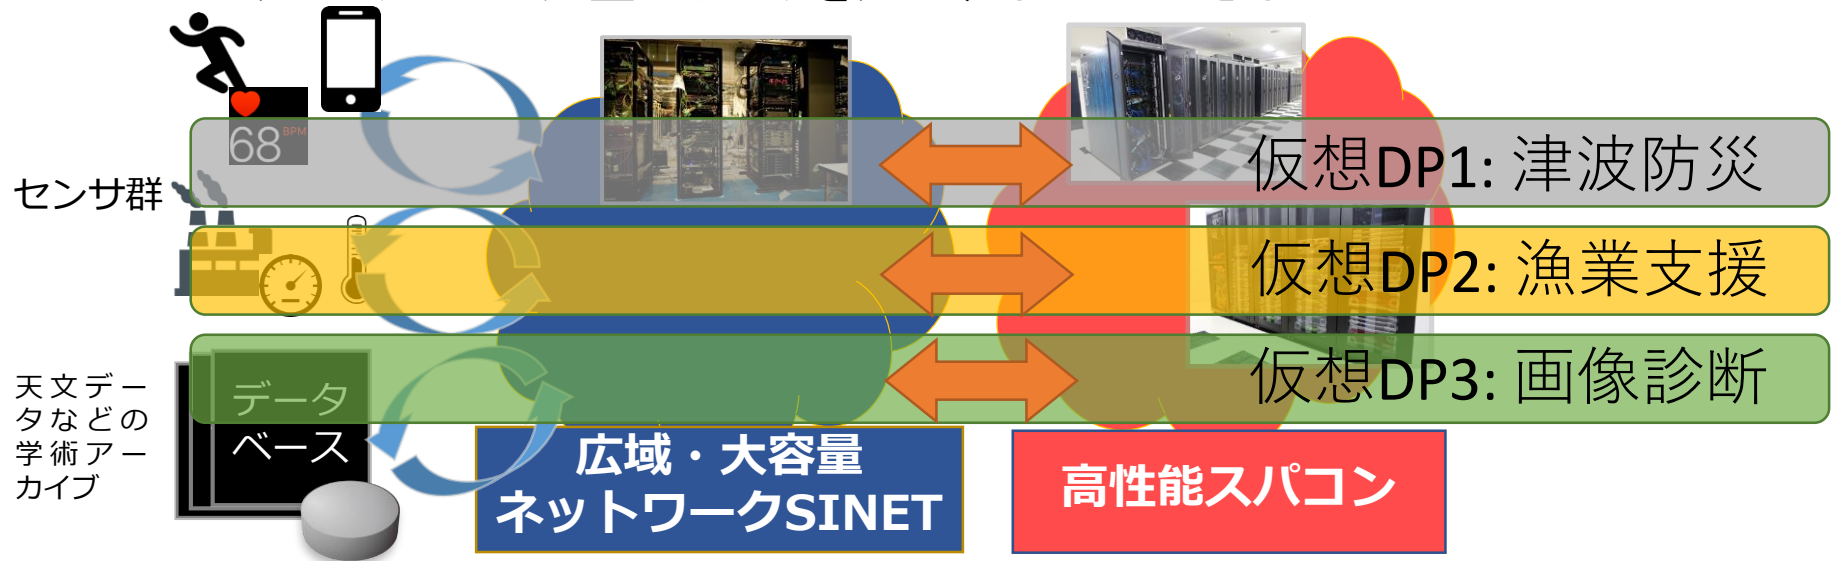 68 BPM
センサ群
仮想DP1: 津波防災
仮想DP2: 漁業支援
仮想DP3: 画像診断
天文デー
タなどの
学術アー
カイブ
データ
ベース
広域・大容量
ネットワークSINET
高性能スパコン